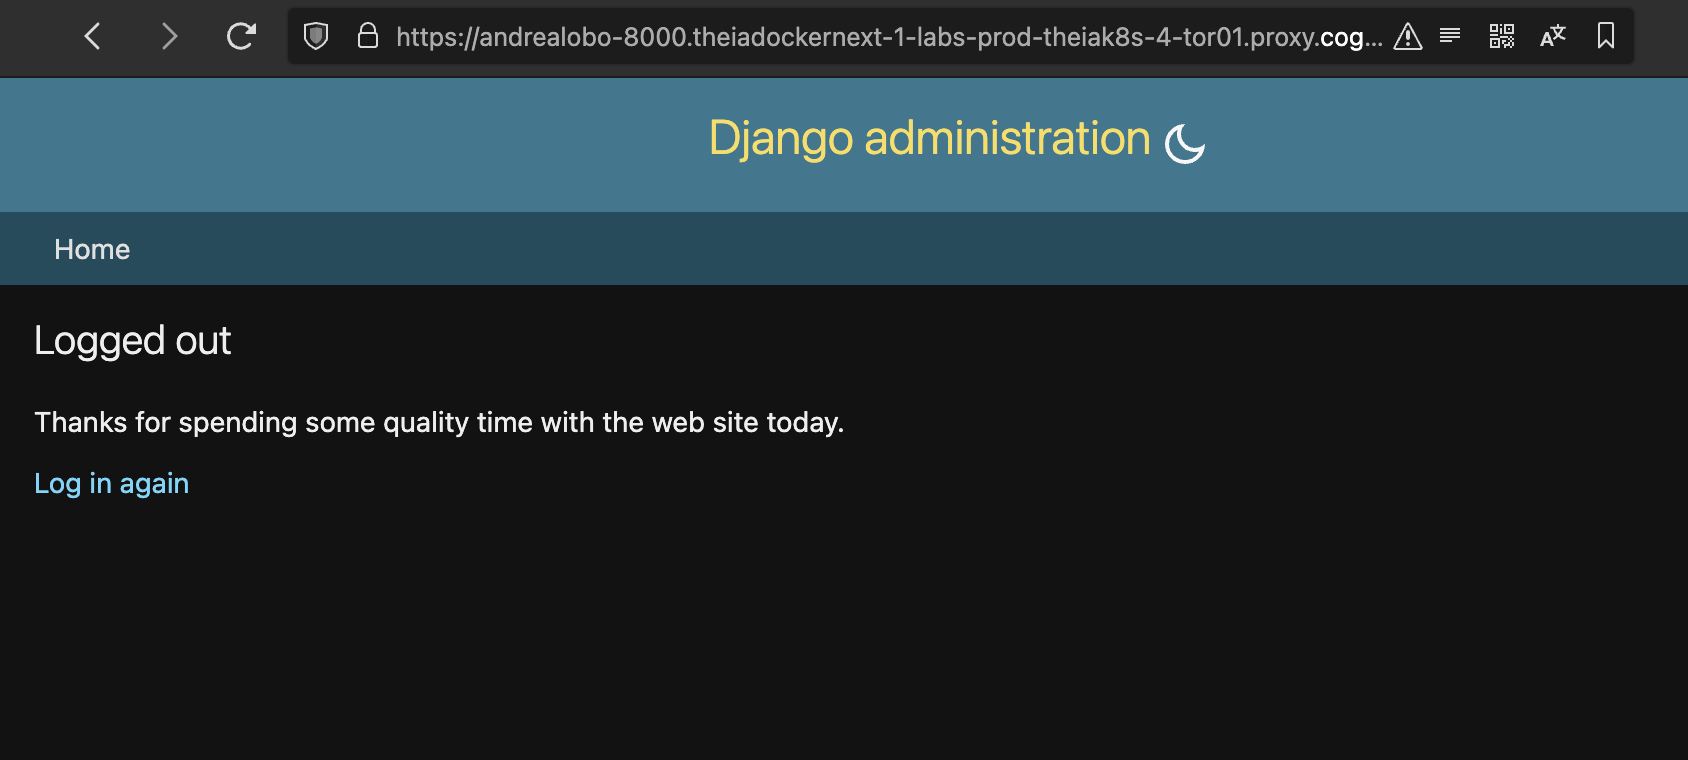 https://andrealobo-8000.theiadockernext-1-labs-prod-theiak8s-4-tor01.proxy.cog...
Django administration
Home
Logged out
Thanks for spending some quality time with the web site today.
Log in again